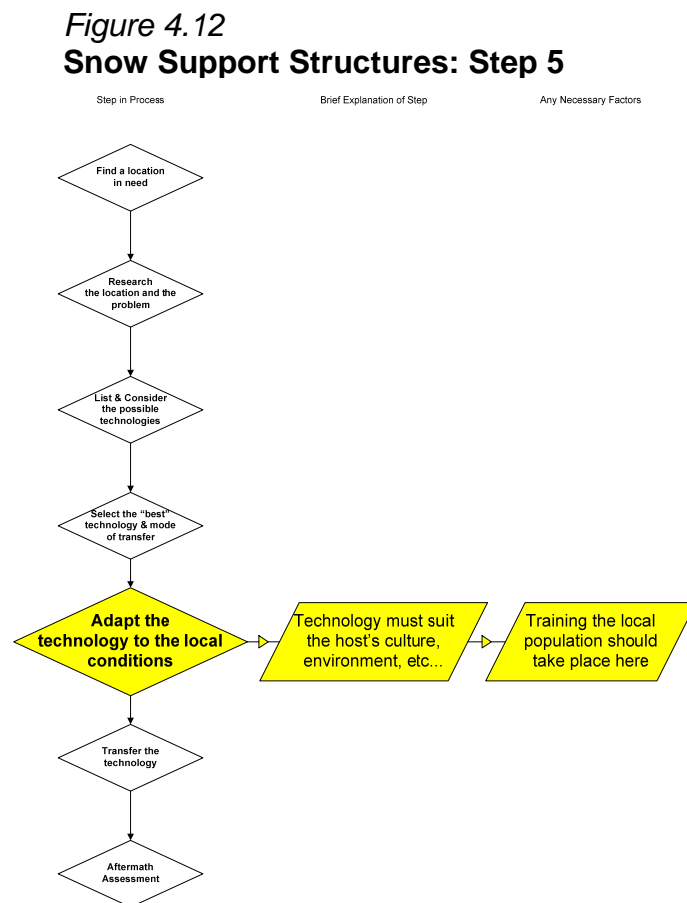 Figure 4.12
Snow Support Structures: Step 5
Step in Process
Brief Explanation of Step
Any Necessary Factors
Find a location
in need
Research
the location and the
problem
List & Consider
the possible
technologies
Select the “best”
technology & mode
of transfer
Adapt the
technology to the local
conditions
Technology must suit
the host’s culture,
environment, etc...
Training the local
population should
take place here
Transfer the
technology
Aftermath
Assessment